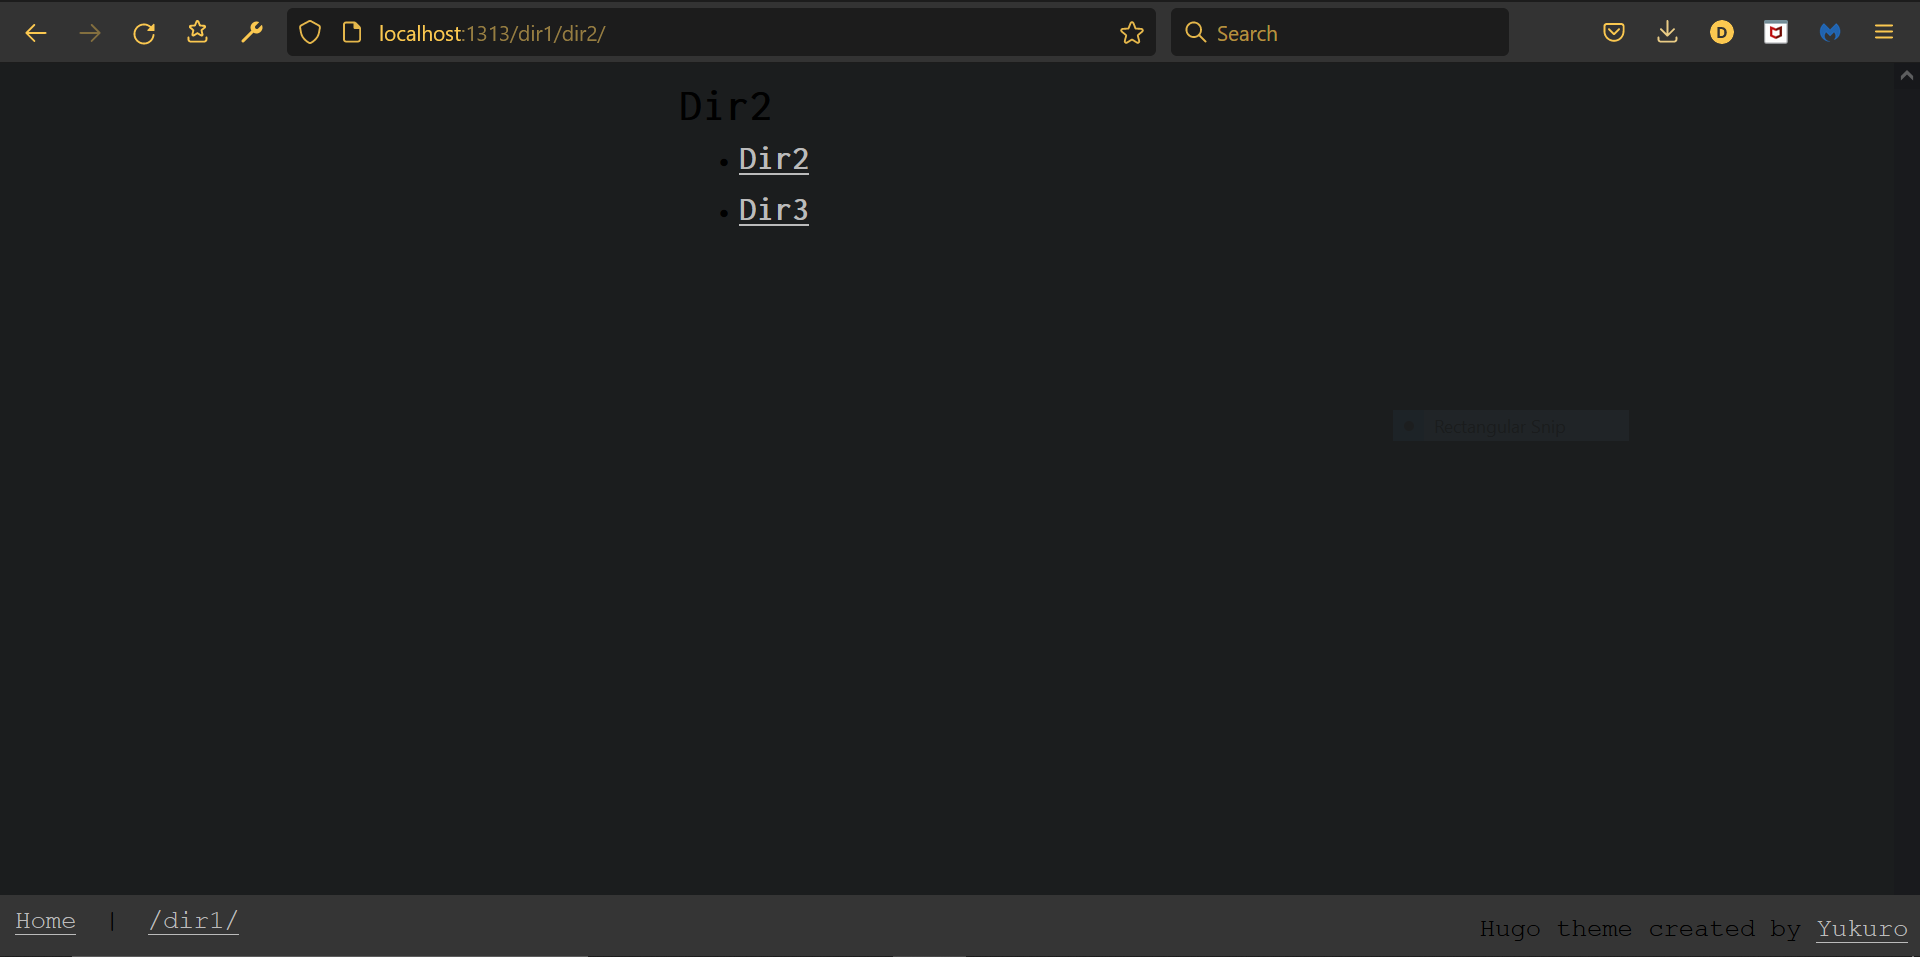 localhost:1313/dir1/dir2/
Search
D
Dir2
• Dir2
• Dir3
Rectangular Snip
Home | /dir1/
Hugo theme created by Yukuro